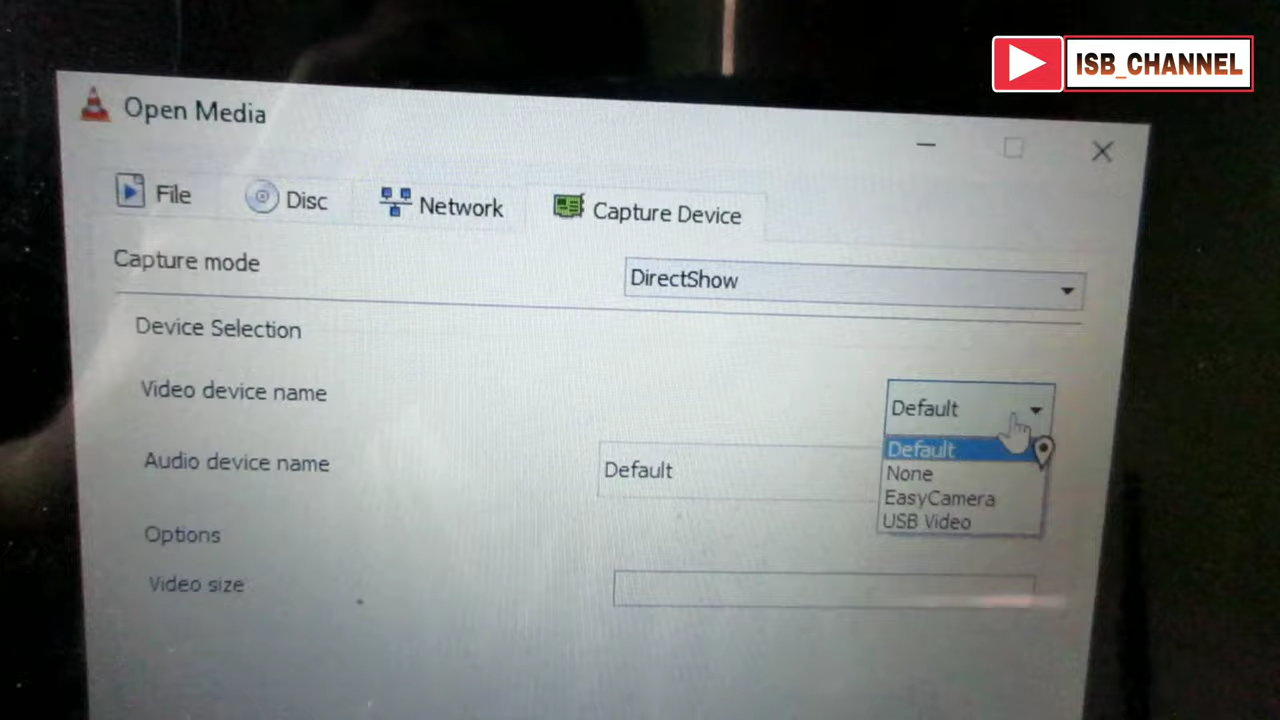 ISB_CHANNEL
Open Media
File Disc Network Capture Device
Capture mode DirectShow
Device Selection
Video device name Default
Default
None
EasyCamera
USB Video
Audio device name Default
Options
Video size